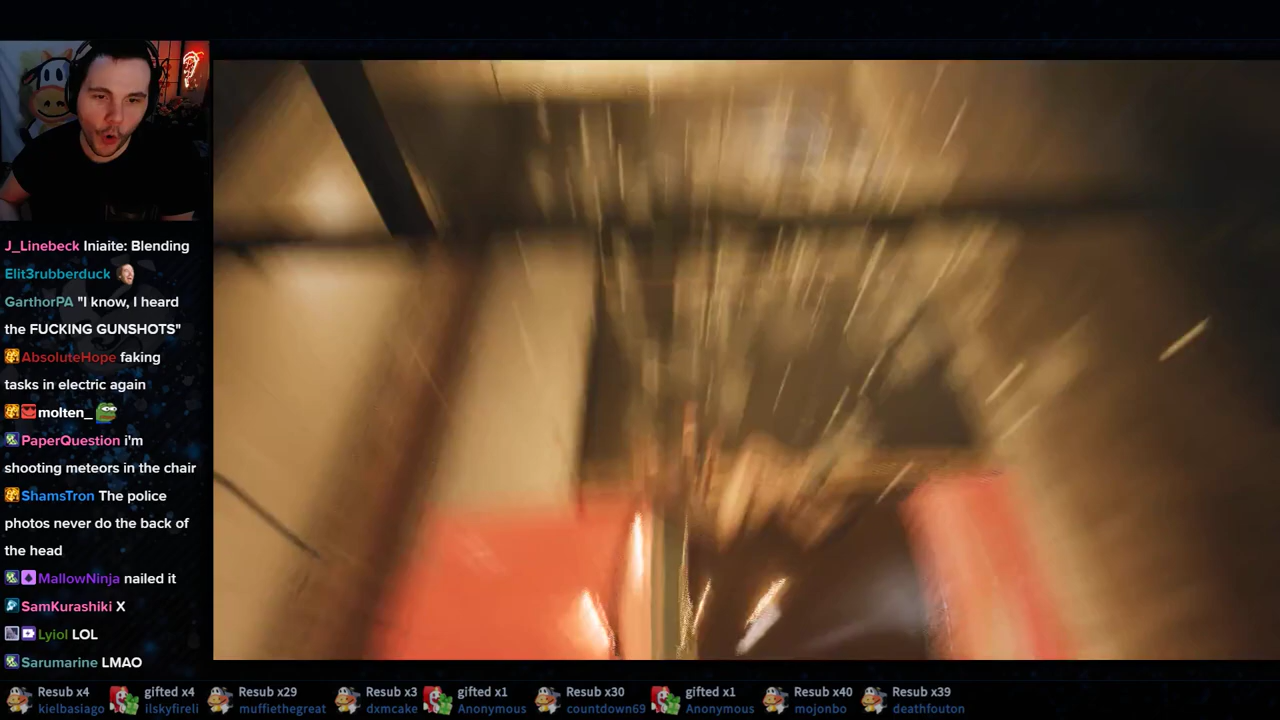 J_Linebeck Iniaite: Blending
Elit3rubberduck
GarthorPA "I know, I heard
the FUCKING GUNSHOTS"
AbsoluteHope faking
tasks in electric again
molten_
PaperQuestion i'm
shooting meteors in the chair
ShamsTron The police
photos never do the back of
the head
MallowNinja nailed it
SamKurashiki X
Lyiol LOL
Sarumarine LMAO
Resub x4 gifted x4 Resub x29 Resub x3 gifted x1 Resub x30 gifted x1 Resub x40 Resub x39
kielbasiago ilskyfireli muffiethegreat dxmcake Anonymous countdown69 Anonymous mojonbo deathfouton